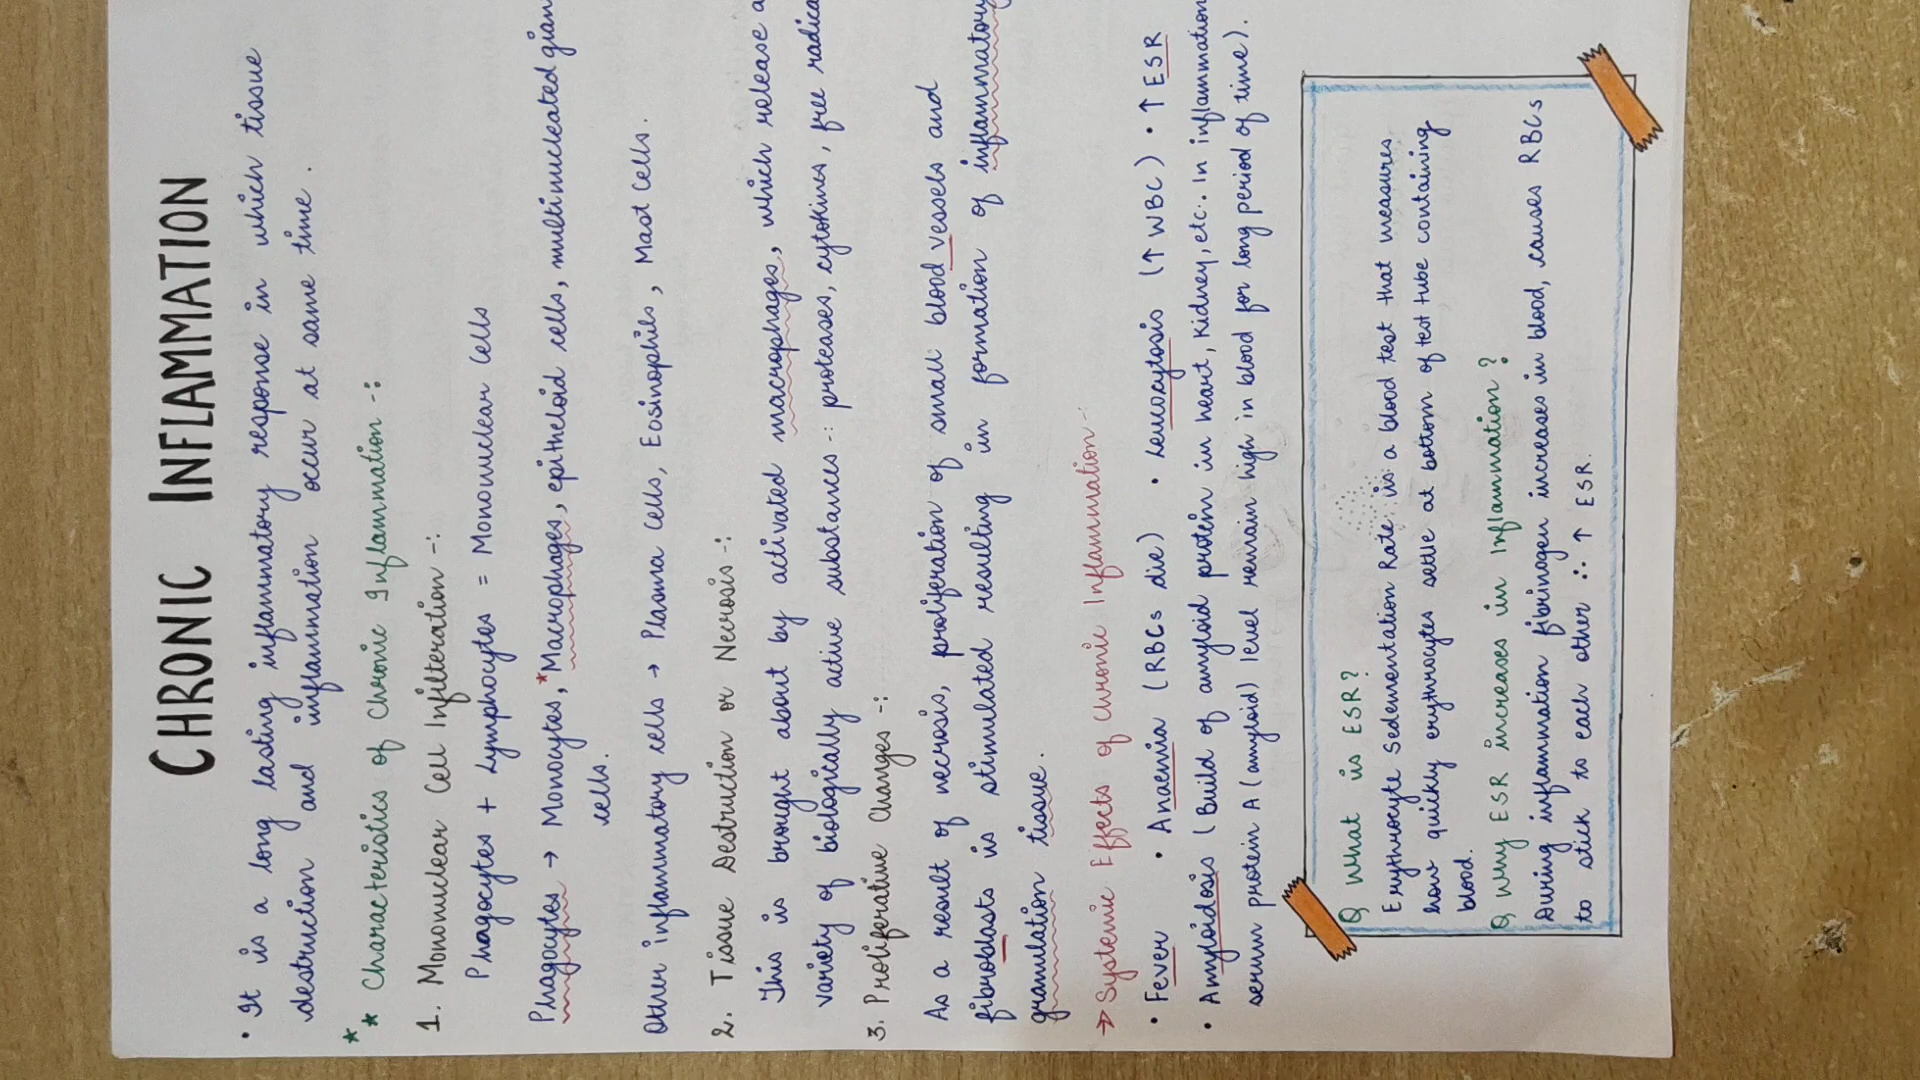 CHRONIC INFLAMMATION
• It is a long lasting inflammatory response in which tissue
destruction and inflammation occur at same time.
** Characteristics of Chronic Inflammation -:
1. Mononuclear Cell Infilteration -:
Phagocytes + Lymphocytes = Mononuclear Cells
Phagocytes → Monocytes, *Macrophages, epitheloid cells, multinucleated gian
cells.
Other inflammatory cells → Plasma Cells, Eosinophils, Mast Cells.
2. Tissue Destruction or Necrosis -:
This is brought about by activated macrophages, which release a
variety of biologically active substances -: proteases, cytokines, free radica
3. Proliferative Changes -:
As a result of necrosis, proliferation of small blood vessels and
fibroblasts is stimulated resulting in formation of inflammatory
granulation tissue.
→ Systemic Effects of Chronic Inflammation -:
• Fever • Anaemia (RBCs die) • Leucocytosis (↑ WBC) • ↑ ESR
• Amyloidosis (Build of amyloid protein in heart, Kidney, etc. In inflammation
serum protein A (amyloid) level remain high in blood for long period of time).
Q What is ESR?
Erythrocyte Sedementation Rate is a blood test that measures
how quickly erythrocytes settle at bottom of test tube containing
blood.
Q Why ESR increases in Inflammation?
During inflammation fibrinogen increases in blood, causes RBCs
to stick to each other ∴ ↑ ESR.